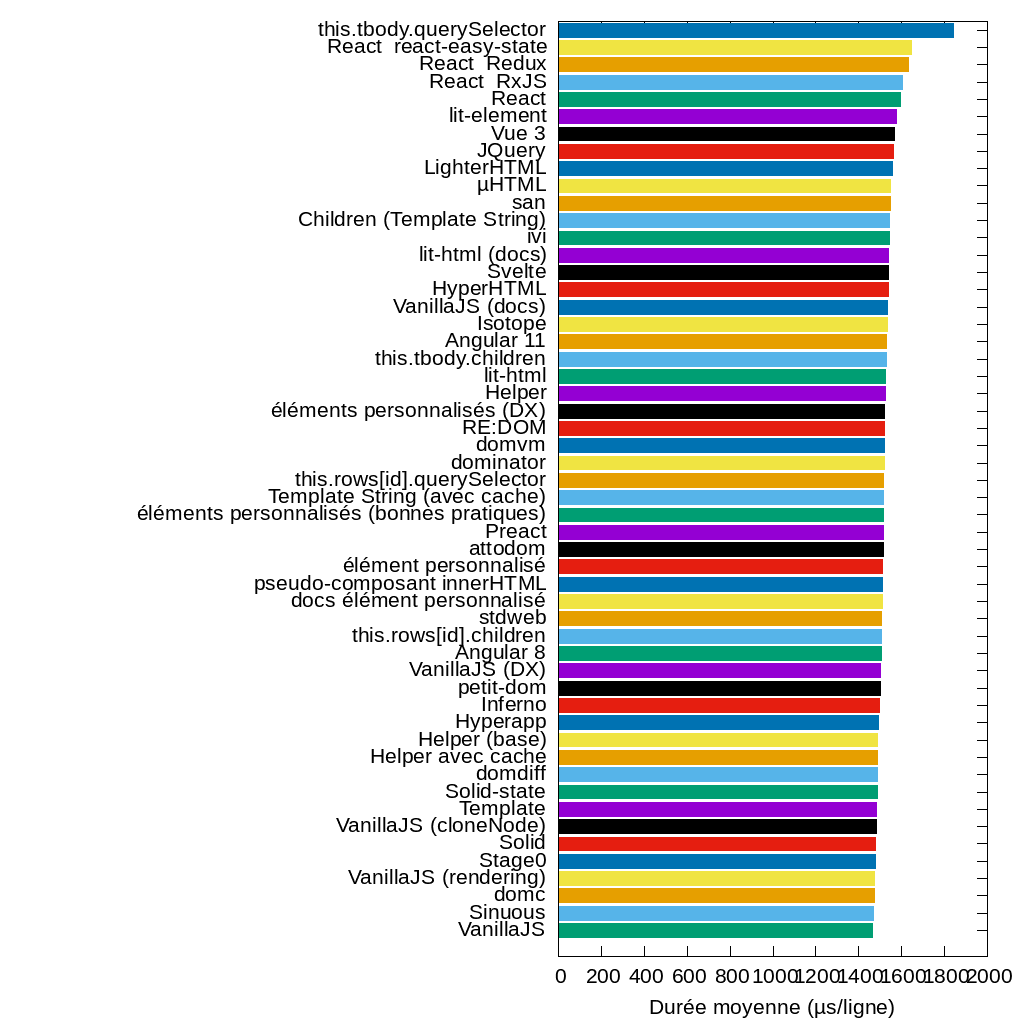 this.tbody.querySelector
React  react-easy-state
React  Redux
React  RxJS
React
lit-element
Vue 3
JQuery
LighterHTML
µHTML
san
Children (Template String)
ivi
lit-html (docs)
Svelte
HyperHTML
VanillaJS (docs)
Isotope
Angular 11
this.tbody.children
lit-html
Helper
éléments personnalisés (DX)
RE:DOM
domvm
dominator
this.rows[id].querySelector
Template String (avec cache)
éléments personnalisés (bonnes pratiques)
Preact
attodom
élément personnalisé
pseudo-composant innerHTML
docs élément personnalisé
stdweb
this.rows[id].children
Angular 8
VanillaJS (DX)
petit-dom
Inferno
Hyperapp
Helper (base)
Helper avec cache
domdiff
Solid-state
Template
VanillaJS (cloneNode)
Solid
Stage0
VanillaJS (rendering)
domc
Sinuous
VanillaJS
0 200 400 600 800 1000 1200 1400 1600 1800 2000
Durée moyenne (µs/ligne)